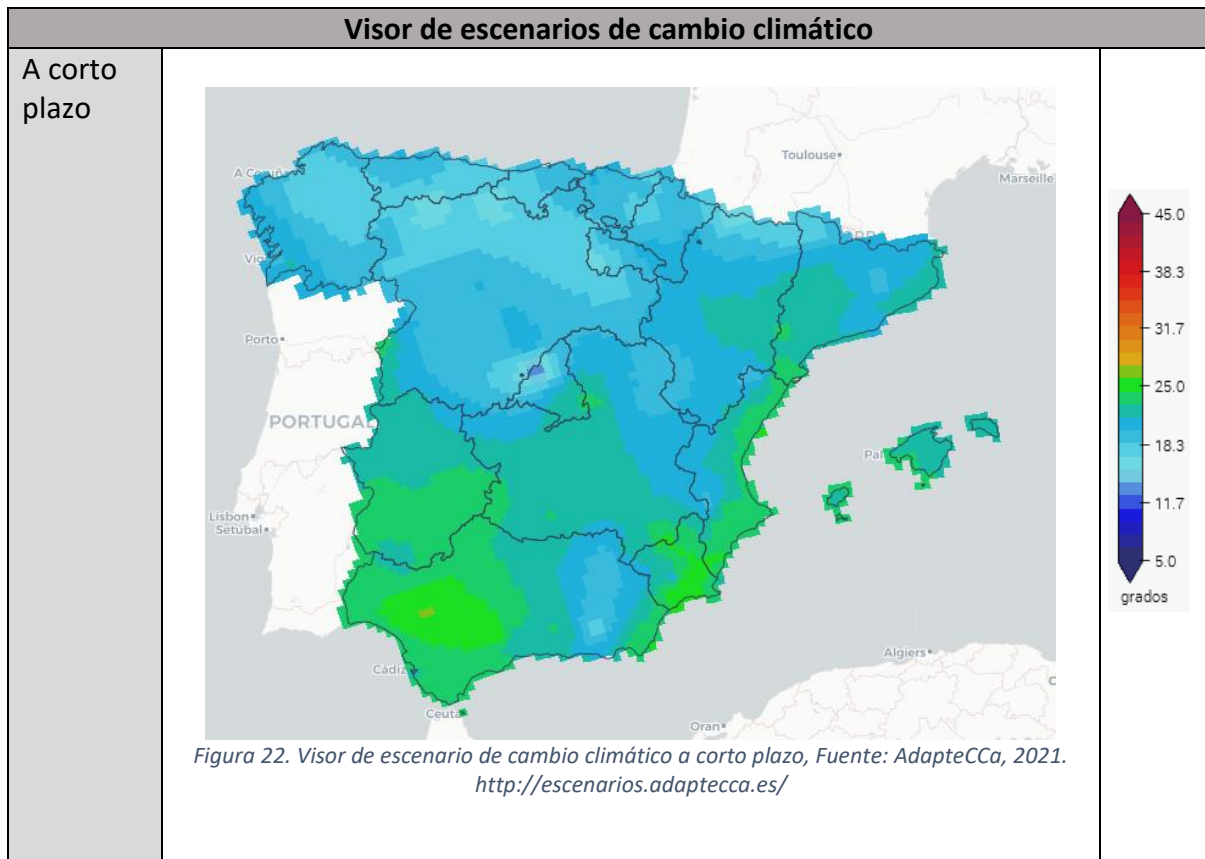 Visor de escenarios de cambio climático
A corto
plazo
Toulouse
Marseille
A Coruña
Vigo
Porto
PORTUGAL
Lisbon
Setúbal
Cádiz
Ceuta
Oran
Algiers
45.0
38.3
31.7
25.0
18.3
11.7
5.0
grados
Figura 22. Visor de escenario de cambio climático a corto plazo, Fuente: AdapteCCa, 2021.
http://escenarios.adaptecca.es/